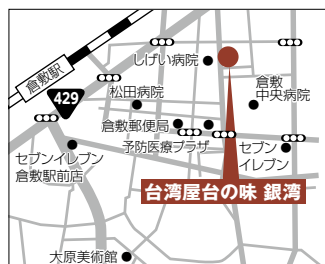 倉敷駅
しげい病院
429
松田病院
倉敷
中央病院
倉敷郵便局
予防医療プラザ
セブンイレブン
倉敷駅前店
セブン
イレブン
台湾屋台の味 銀湾
大原美術館